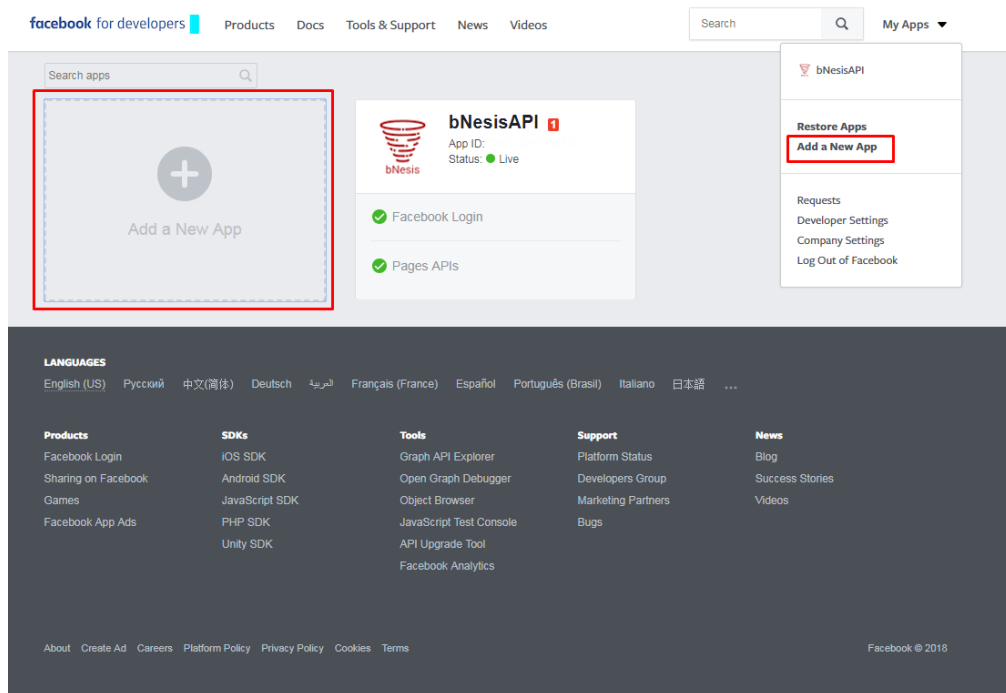 facebook for developers Products Docs Tools & Support News Videos Search My Apps
Search apps
bNesisAPI
Restore Apps
Add a New App
Requests
Developer Settings
Company Settings
Log Out of Facebook
Add a New App
bNesis
bNesisAPI 1
App ID:
Status: Live
Facebook Login
Pages APIs
LANGUAGES
English (US) Русский 中文(简体) Deutsch العربية Français (France) Español Português (Brasil) Italiano 日本語 ...
Products SDKs Tools Support News
Facebook Login iOS SDK Graph API Explorer Platform Status Blog
Sharing on Facebook Android SDK Open Graph Debugger Developers Group Success Stories
Games JavaScript SDK Object Browser Marketing Partners Videos
Facebook App Ads PHP SDK JavaScript Test Console Bugs
Unity SDK API Upgrade Tool
Facebook Analytics
About Create Ad Careers Platform Policy Privacy Policy Cookies Terms Facebook © 2018